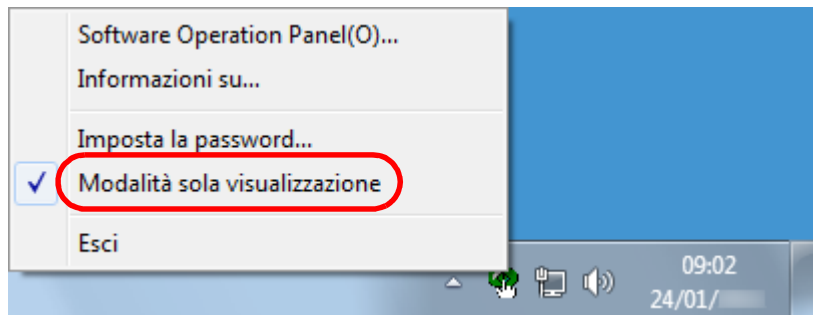 Software Operation Panel(O)...
Informazioni su...
Imposta la password...
Modalità sola visualizzazione
Esci
09:02
24/01/